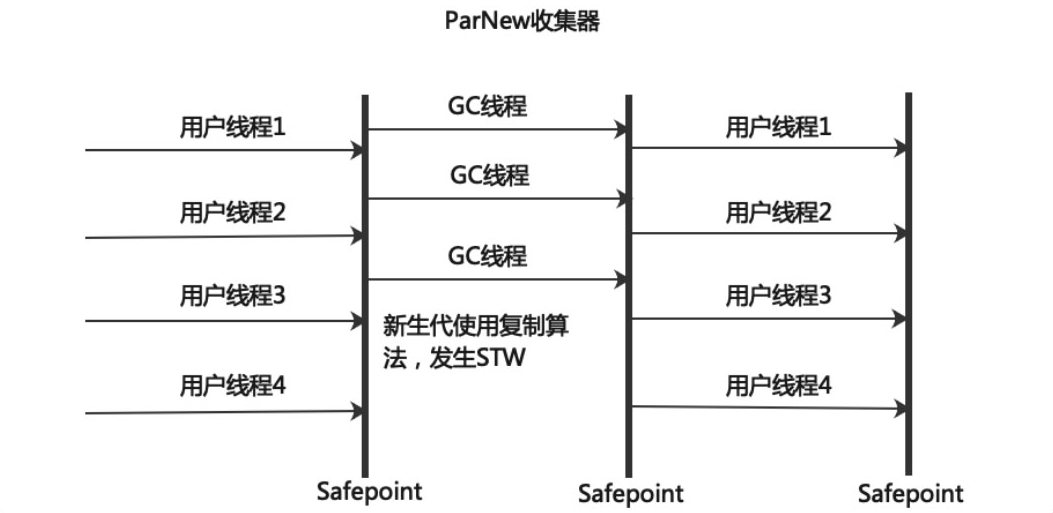 ParNew收集器
GC线程
用户线程1
用户线程1
GC线程
用户线程2
用户线程2
GC线程
用户线程3
用户线程3
新生代使用复制算
法，发生STW
用户线程4
用户线程4
Safepoint
Safepoint
Safepoint